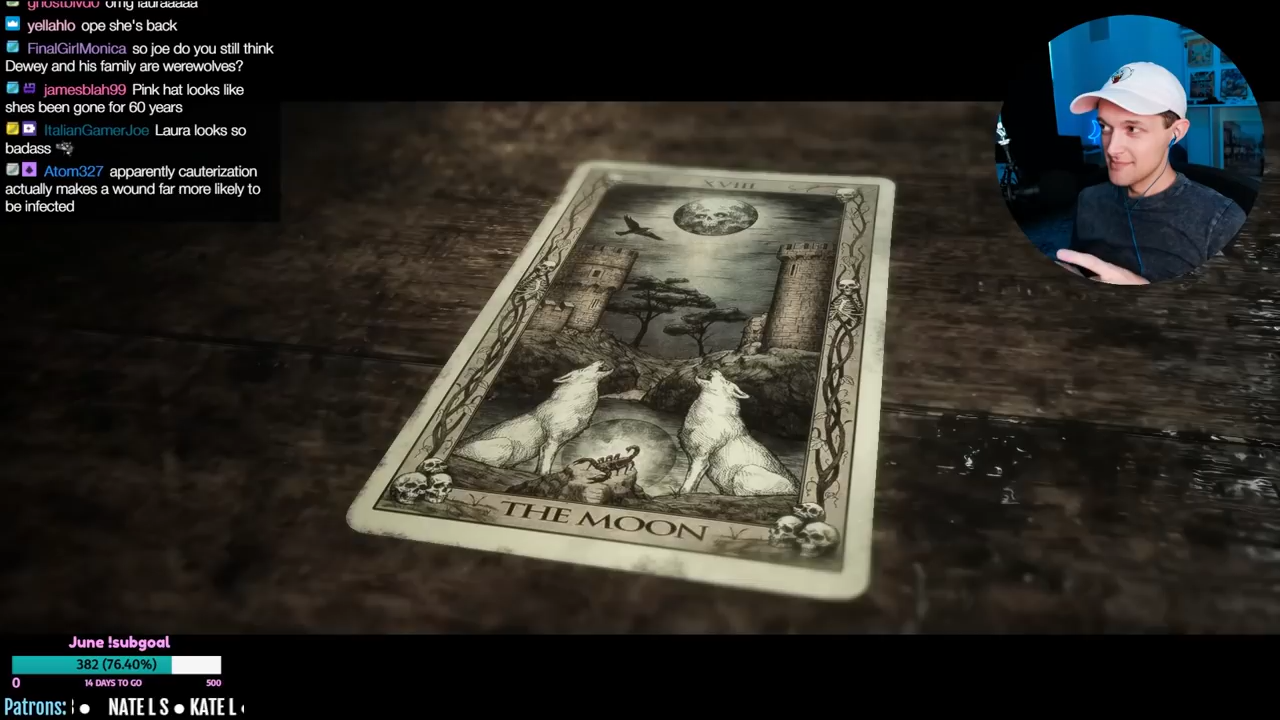 ghostbivdo omg lauraaaaa
yellahlo ope she's back
FinalGirlMonica so joe do you still think
Dewey and his family are werewolves?
jamesblah99 Pink hat looks like
shes been gone for 60 years
ItalianGamerJoe Laura looks so
badass
Atom327 apparently cauterization
actually makes a wound far more likely to
be infected
XVIII
THE MOON
June !subgoal
382 (76.40%)
0 14 DAYS TO GO 500
Patrons: NATE L S ● KATE L